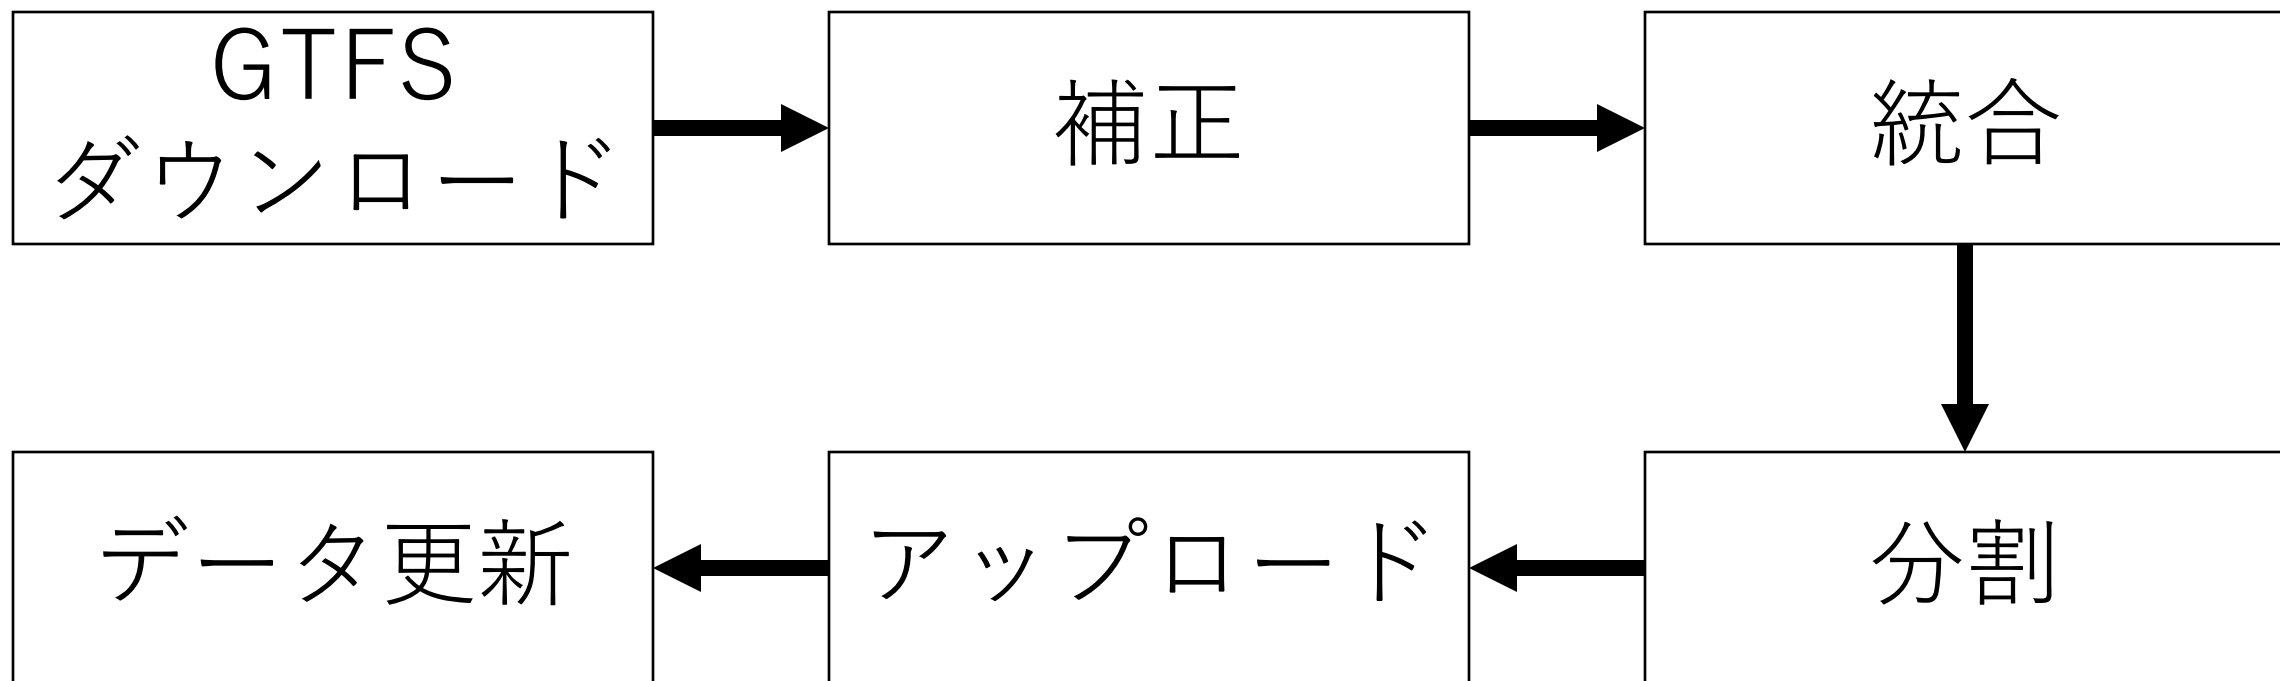 GTFS
ダウンロード
補正
統合
分割
アップロード
データ更新